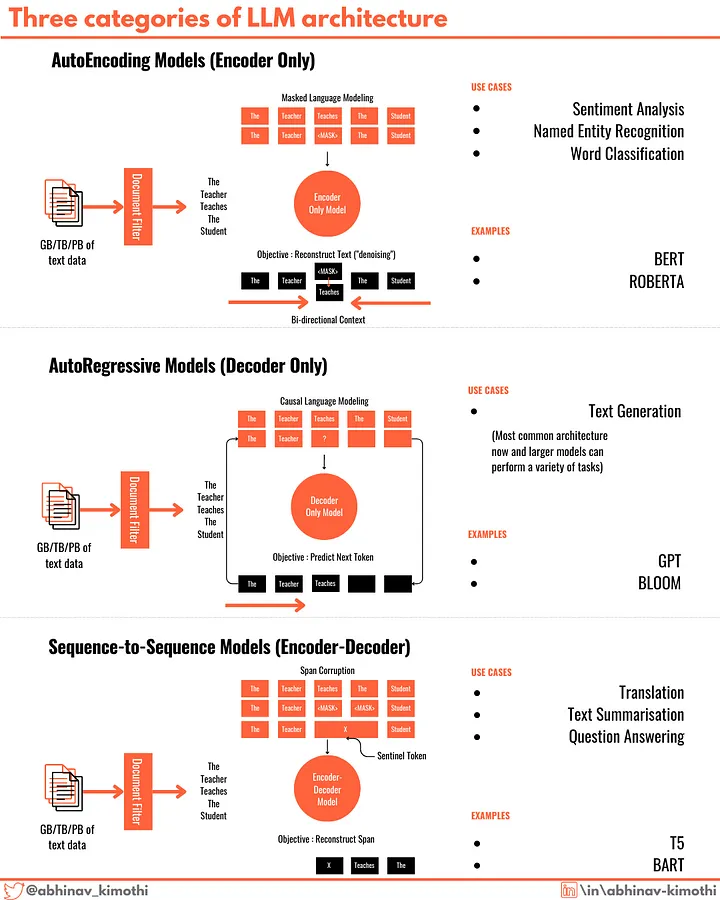 Three categories of LLM architecture
AutoEncoding Models (Encoder Only)
Masked Language Modeling
The Teacher Teaches The Student
The Teacher <MASK> The Student
Encoder
Only Model
GB/TB/PB of
text data
Document Filter
The
Teacher
Teaches
The
Student
Objective : Reconstruct Text ("denoising")
<MASK>
The Teacher The Student
Teaches
Bi-directional Context
USE CASES
Sentiment Analysis
Named Entity Recognition
Word Classification
EXAMPLES
BERT
ROBERTA
AutoRegressive Models (Decoder Only)
Causal Language Modeling
The Teacher Teaches The Student
The Teacher ?
Decoder
Only Model
GB/TB/PB of
text data
Document Filter
The
Teacher
Teaches
The
Student
Objective : Predict Next Token
The Teacher Teaches
USE CASES
Text Generation
(Most common architecture
now and larger models can
perform a variety of tasks)
EXAMPLES
GPT
BLOOM
Sequence-to-Sequence Models (Encoder-Decoder)
Span Corruption
The Teacher Teaches The Student
The Teacher <MASK> <MASK> Student
The Teacher X Student
Sentinel Token
Encoder-
Decoder
Model
GB/TB/PB of
text data
Document Filter
The
Teacher
Teaches
The
Student
Objective : Reconstruct Span
X Teaches The
USE CASES
Translation
Text Summarisation
Question Answering
EXAMPLES
T5
BART
@abhinav_kimothi
in \in\abhinav-kimothi